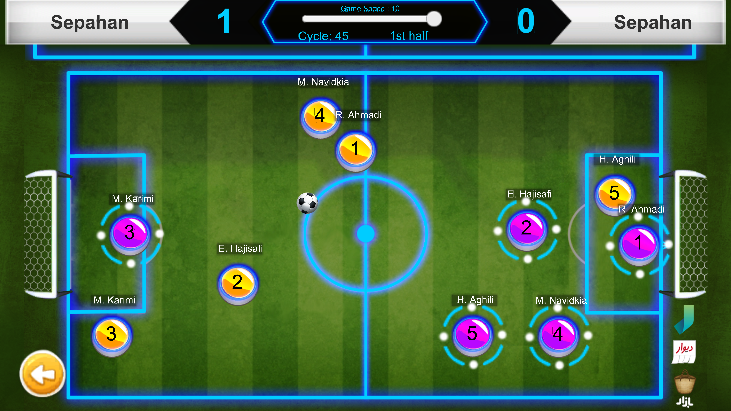 Sepahan
1
Game Speed: 10
Cycle: 45
1st half
0
Sepahan
M. Navidkia
4
R. Ahmadi
1
H. Aghili
5
M. Karimi
3
E. Hajisafi
2
R. Ahmadi
1
E. Hajisafi
2
M. Karimi
3
H. Aghili
5
M. Navidkia
4
دیوار
بازار